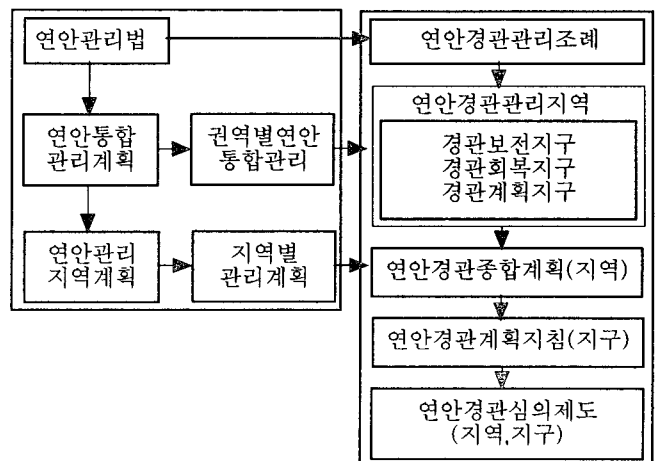 연안관리법
연안통합
관리계획
권역별연안
통합관리
연안관리
지역계획
지역별
관리계획
연안경관관리조례
연안경관관리지역
경관보전지구
경관회복지구
경관계획지구
연안경관종합계획(지역)
연안경관계획지침(지구)
연안경관심의제도
(지역,지구)